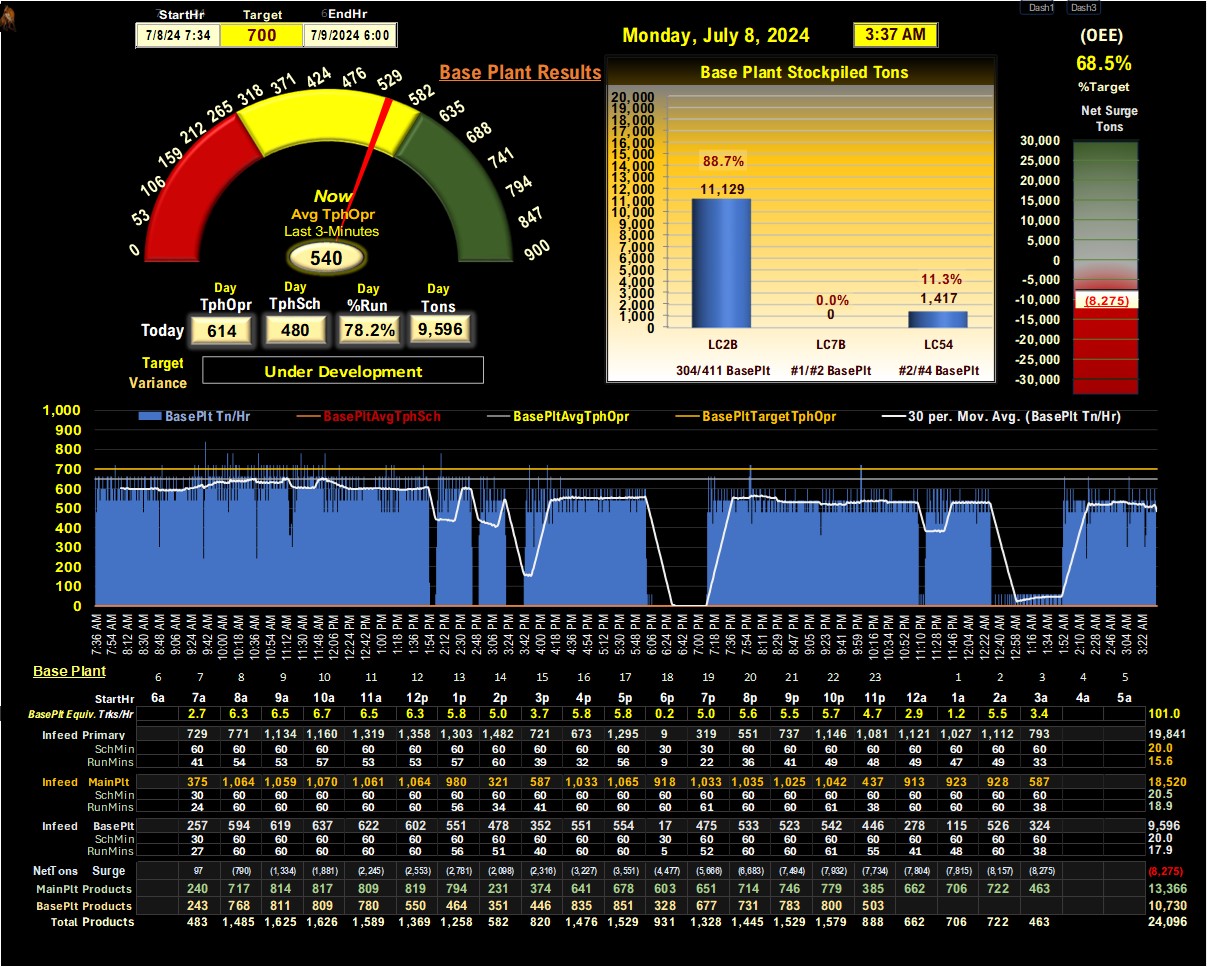 Dash1 Dash3
StartHr Target EndHr
7/8/24 7:34 700 7/9/2024 6:00
Monday, July 8, 2024 3:37 AM
(OEE)
68.5%
%Target
Net Surge
Tons
Base Plant Results
0 53 106 159 212 265 318 371 424 476 529 582 635 688 741 794 847 900
Now
Avg TphOpr
Last 3-Minutes
540
Day Day Day Day
TphOpr TphSch %Run Tons
Today 614 480 78.2% 9,596
Target
Variance
Under Development
Base Plant Stockpiled Tons
20,000
19,000
18,000
17,000
16,000
15,000
14,000
13,000
12,000
11,000
10,000
9,000
8,000
7,000
6,000
5,000
4,000
3,000
2,000
1,000
0
88.7%
11,129
0.0%
0
11.3%
1,417
LC2B LC7B LC54
304/411 BasePlt #1/#2 BasePlt #2/#4 BasePlt
30,000
25,000
20,000
15,000
10,000
5,000
0
-5,000
-10,000
-15,000
-20,000
-25,000
-30,000
(8,275)
BasePlt Tn/Hr BasePltAvgTphSch BasePltAvgTphOpr BasePltTargetTphOpr 30 per. Mov. Avg. (BasePlt Tn/Hr)
1,000
900
800
700
600
500
400
300
200
100
0
7:36 AM 7:54 AM 8:12 AM 8:30 AM 8:48 AM 9:06 AM 9:24 AM 9:42 AM 10:00 AM 10:18 AM 10:36 AM 10:54 AM 11:12 AM 11:30 AM 11:48 AM 12:06 PM 12:24 PM 12:42 PM 1:00 PM 1:18 PM 1:36 PM 1:54 PM 2:12 PM 2:30 PM 2:48 PM 3:06 PM 3:24 PM 3:42 PM 4:00 PM 4:18 PM 4:36 PM 4:54 PM 5:12 PM 5:30 PM 5:48 PM 6:06 PM 6:24 PM 6:42 PM 7:00 PM 7:18 PM 7:36 PM 7:54 PM 8:11 PM 8:29 PM 8:47 PM 9:05 PM 9:23 PM 9:41 PM 9:59 PM 10:16 PM 10:34 PM 10:52 PM 11:10 PM 11:28 PM 11:46 PM 12:04 AM 12:22 AM 12:40 AM 12:58 AM 1:16 AM 1:34 AM 1:52 AM 2:10 AM 2:28 AM 2:46 AM 3:04 AM 3:22 AM
Base Plant
6 7 8 9 10 11 12 13 14 15 16 17 18 19 20 21 22 23 1 2 3 4 5
StartHr 6a 7a 8a 9a 10a 11a 12p 1p 2p 3p 4p 5p 6p 7p 8p 9p 10p 11p 12a 1a 2a 3a 4a 5a
BasePlt Equiv. Trks/Hr 2.7 6.3 6.5 6.7 6.5 6.3 5.8 5.0 3.7 5.8 5.8 0.2 5.0 5.6 5.5 5.7 4.7 2.9 1.2 5.5 3.4 101.0
Infeed Primary 729 771 1,134 1,160 1,319 1,358 1,303 1,482 721 673 1,295 9 319 551 737 1,146 1,081 1,121 1,027 1,112 793 19,841
SchMin 60 60 60 60 60 60 60 60 60 60 60 30 30 60 60 60 60 60 60 60 60 20.0
RunMins 41 54 53 57 53 53 57 60 39 32 56 9 22 36 41 49 48 49 47 49 33 15.6
Infeed MainPlt 375 1,064 1,059 1,070 1,061 1,064 980 321 587 1,033 1,065 918 1,033 1,035 1,025 1,042 437 913 923 928 587 18,520
SchMin 30 60 60 60 60 60 60 60 60 60 60 60 60 60 60 60 60 60 60 60 60 20.5
RunMins 24 60 60 60 60 60 56 34 41 60 60 60 61 60 60 61 38 60 60 60 38 18.9
Infeed BasePlt 257 594 619 637 622 602 551 478 352 551 554 17 475 533 523 542 446 278 115 526 324 9,596
SchMin 30 60 60 60 60 60 60 60 60 60 60 30 60 60 60 60 60 60 60 60 60 20.0
RunMins 27 60 60 60 60 60 56 51 40 60 60 5 52 60 60 61 55 41 48 60 38 17.9
NetTons Surge 97 (790) (1,334) (1,881) (2,245) (2,553) (2,781) (2,098) (2,316) (3,227) (3,551) (4,477) (5,666) (6,683) (7,494) (7,932) (7,734) (7,804) (7,815) (8,157) (8,275) (8,275)
MainPlt Products 240 717 814 817 809 819 794 231 374 641 678 603 651 714 746 779 385 662 706 722 463 13,366
BasePlt Products 243 768 811 809 780 550 464 351 446 835 851 328 677 731 783 800 503 10,730
Total Products 483 1,485 1,625 1,626 1,589 1,369 1,258 582 820 1,476 1,529 931 1,328 1,445 1,529 1,579 888 662 706 722 463 24,096